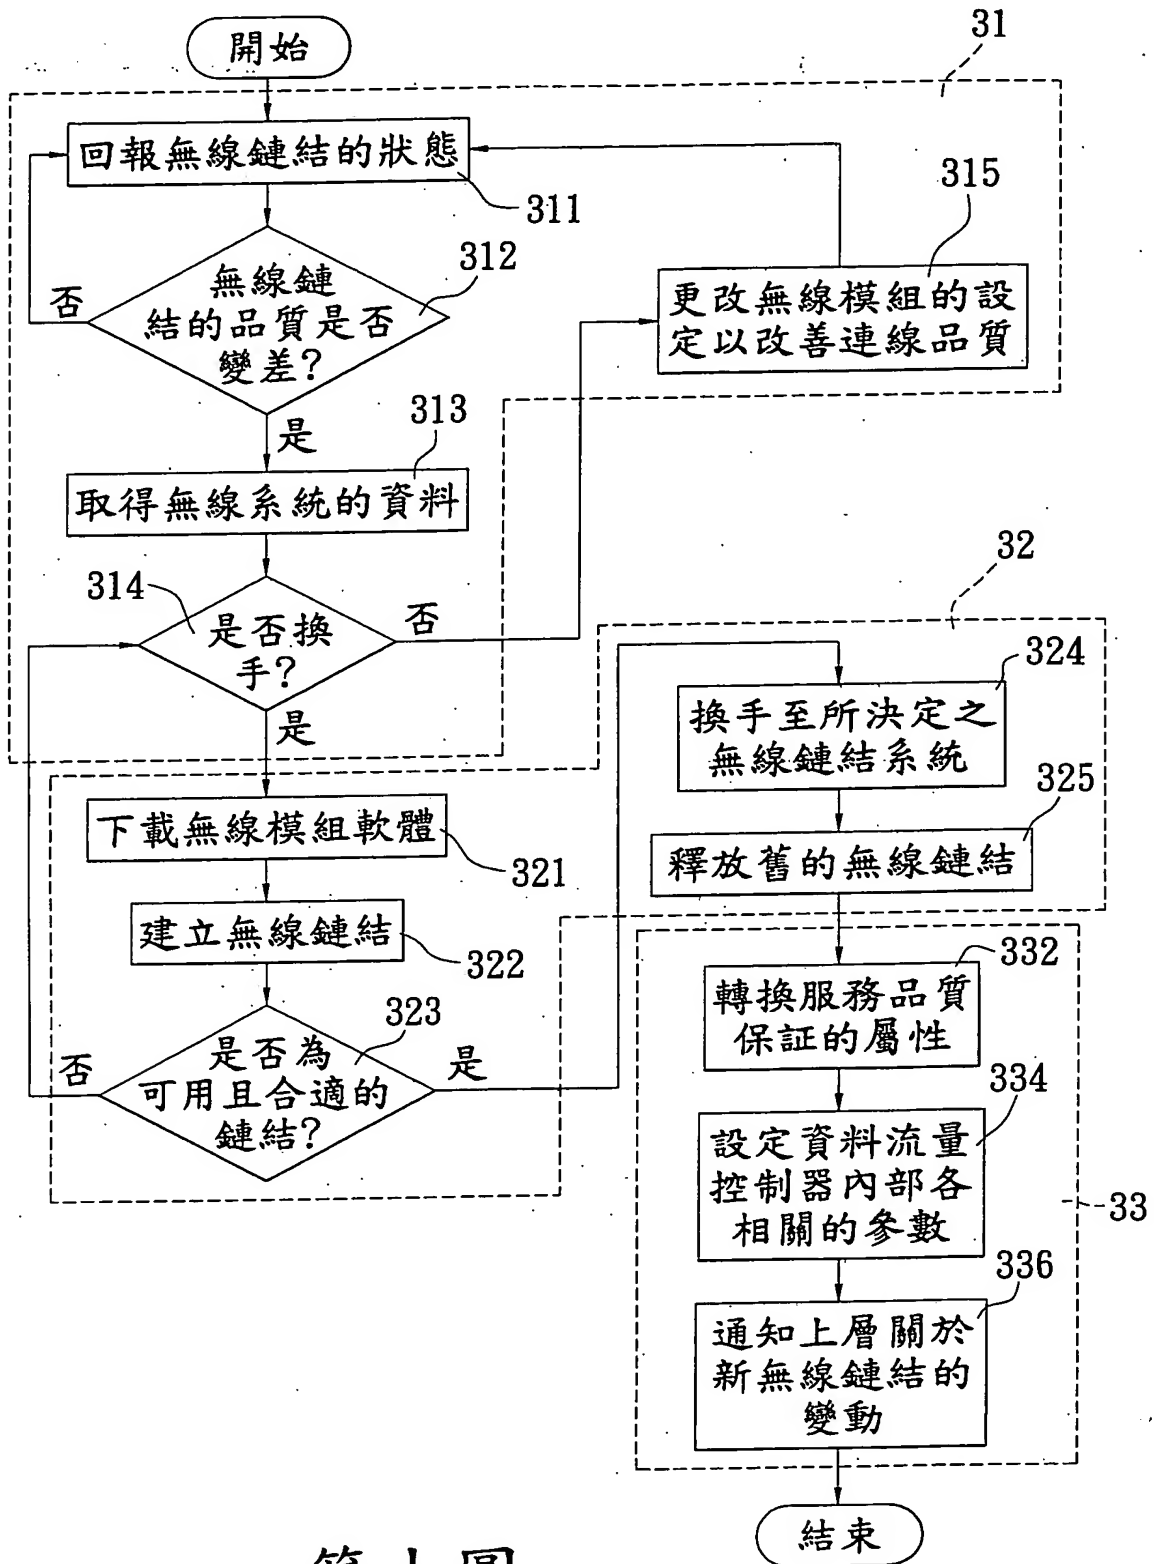 開始
31
回報無線鏈結的狀態
311
315
312
無線鏈
結的品質是否
變差?
否
更改無線模組的設
定以改善連線品質
是
313
取得無線系統的資料
32
314
是否換
手?
否
是
324
換手至所決定之
無線鏈結系統
下載無線模組軟體
321
325
釋放舊的無線鏈結
建立無線鏈結
322
332
轉換服務品質
保証的屬性
323
是否為
可用且合適的
鏈結?
否
是
334
設定資料流量
控制器內部各
相關的參數
33
336
通知上層關於
新無線鏈結的
變動
結束